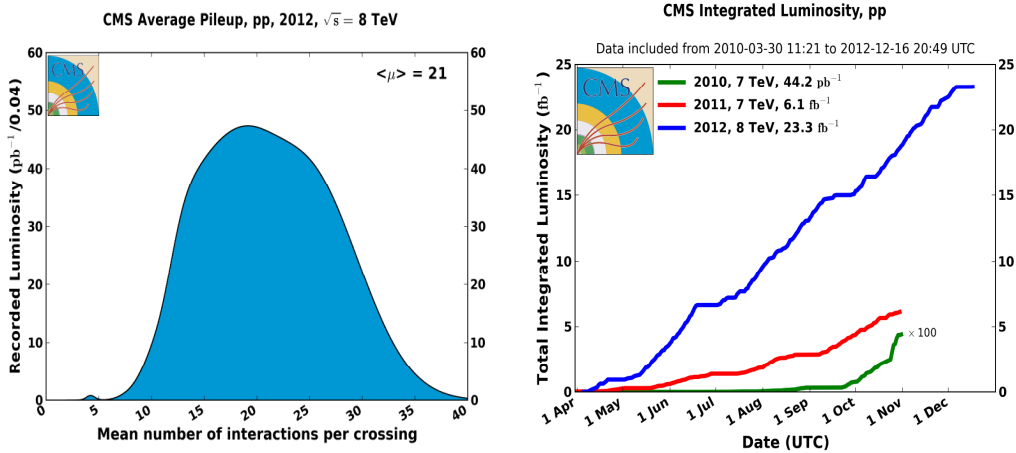 CMS Average Pileup, pp, 2012, √s = 8 TeV
CMS
<μ> = 21
Recorded Luminosity (pb⁻¹/0.04)
60
50
40
30
20
10
0
60
50
40
30
20
10
0
0 5 10 15 20 25 30 35 40
Mean number of interactions per crossing
CMS Integrated Luminosity, pp
Data included from 2010-03-30 11:21 to 2012-12-16 20:49 UTC
CMS
2010, 7 TeV, 44.2 pb⁻¹
2011, 7 TeV, 6.1 fb⁻¹
2012, 8 TeV, 23.3 fb⁻¹
Total Integrated Luminosity (fb⁻¹)
25
20
15
10
5
0
25
20
15
10
5
0
× 100
1 Apr 1 May 1 Jun 1 Jul 1 Aug 1 Sep 1 Oct 1 Nov 1 Dec
Date (UTC)